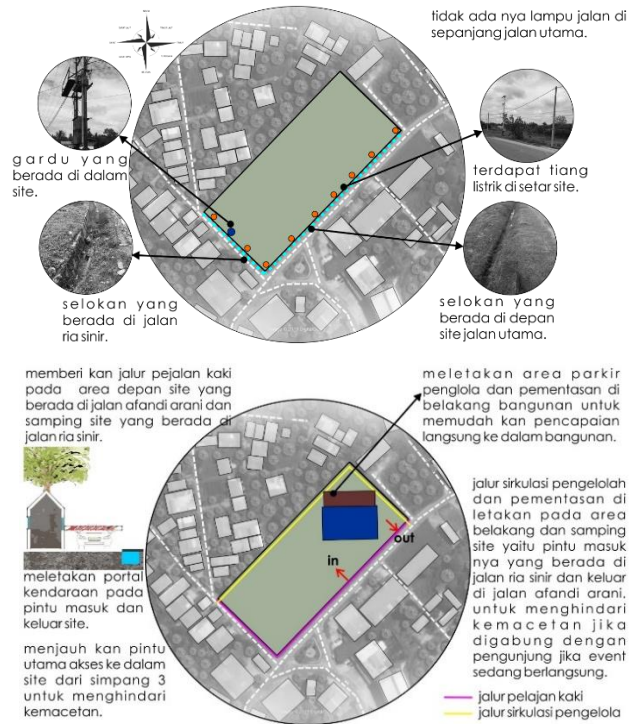 tidak ada nya lampu jalan di
sepanjang jalan utama.
gardu yang
berada di dalam
site.
terdapat tiang
listrik di setar site.
selokan yang
berada di jalan
ria sinir.
selokan yang
berada di depan
site jalan utama.
memberi kan jalur pejalan kaki
pada area depan site yang
berada di jalan afandi arani dan
samping site yang berada di
jalan ria sinir.
meletakan area parkir
penglola dan pementasan di
belakang bangunan untuk
memudah kan pencapaian
langsung ke dalam bangunan.
out
in
meletakan portal
kendaraan pada
pintu masuk dan
keluar site.
menjauh kan pintu
utama akses ke dalam
site dari simpang 3
untuk menghindari
kemacetan.
jalur sirkulasi pengelolah
dan pementasan di
letakan pada area
belakang dan samping
site yaitu pintu masuk
nya yang berada di
jalan ria sinir dan keluar
di jalan afandi arani.
untuk menghindari
kemacetan jika
digabung dengan
pengunjung jika event
sedang berlangsung.
jalur pelajan kaki
jalur sirkulasi pengelola